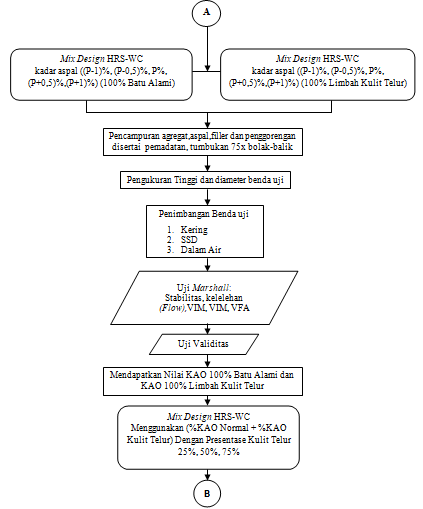 A
Mix Design HRS-WC
kadar aspal ((P-1)%, (P-0,5)%, P%,
(P+0,5)%,(P+1)%) (100% Batu Alami)
Mix Design HRS-WC
kadar aspal ((P-1)%, (P-0,5)%, P%,
(P+0,5)%,(P+1)%) (100% Limbah Kulit Telur)
Pencampuran agregat,aspal,filler dan penggorengan
disertai pemadatan, tumbukan 75x bolak-balik
Pengukuran Tinggi dan diameter benda uji
Penimbangan Benda uji
1. Kering
2. SSD
3. Dalam Air
Uji Marshall:
Stabilitas, kelelehan
(Flow),VIM, VIM, VFA
Uji Validitas
Mendapatkan Nilai KAO 100% Batu Alami dan
KAO 100% Limbah Kulit Telur
Mix Design HRS-WC
Menggunakan (%KAO Normal + %KAO
Kulit Telur) Dengan Presentase Kulit Telur
25%, 50%, 75%
B